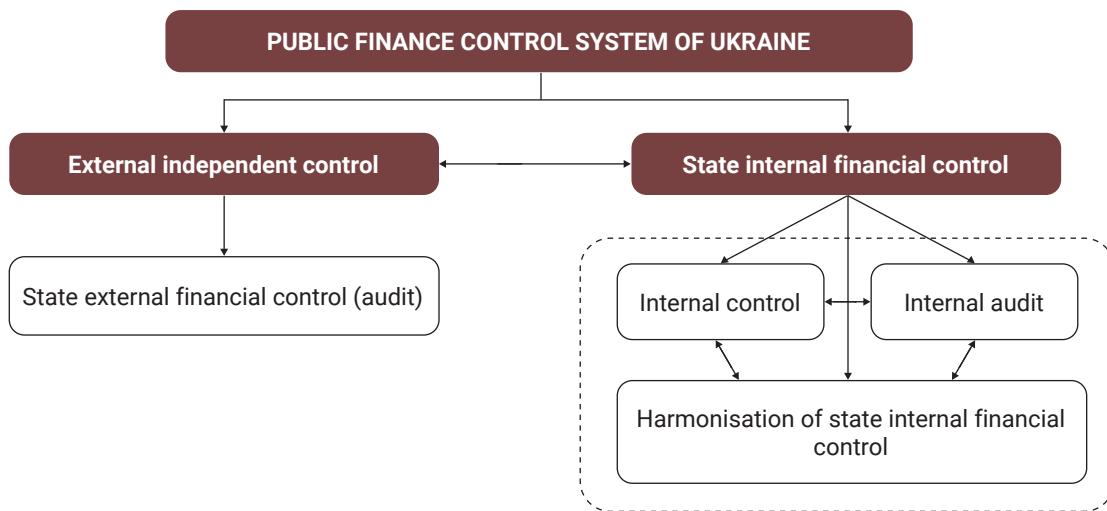 PUBLIC FINANCE CONTROL SYSTEM OF UKRAINE
External independent control
State internal financial control
State external financial control (audit)
Internal control
Internal audit
Harmonisation of state internal financial
control